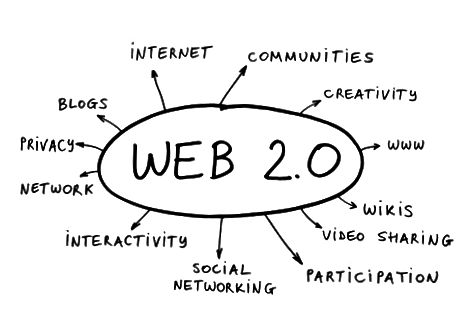 INTERNET
COMMUNITIES
CREATIVITY
BLOGS
PRIVACY
WEB 2.0
WWW
NETWORK
WIKIS
INTERACTIVITY
VIDEO SHARING
SOCIAL
NETWORKING
PARTICIPATION